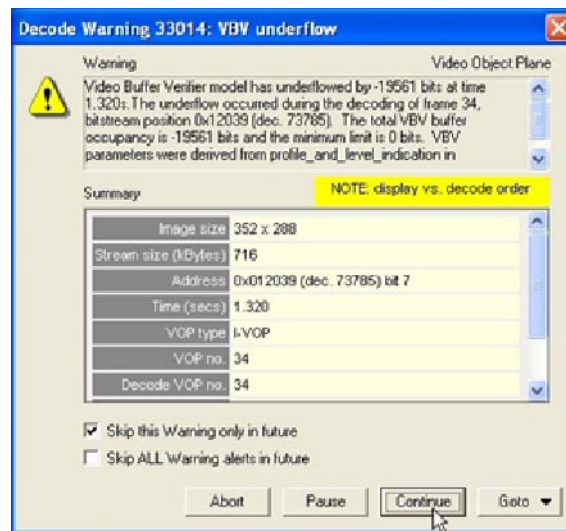 Decode Warning 33014: VBV underflow
Warning Video Object Plane
Video Buffer Verifier model has underflowed by -19561 bits at time
1.320s. The underflow occurred during the decoding of frame 34,
bitstream position 0x12039 (dec. 73785). The total VBV buffer
occupancy is -19561 bits and the minimum limit is 0 bits. VBV
parameters were derived from profile_and_level_indication in
Summary NOTE: display vs. decode order
Image size 352 x 288
Stream size (kBytes) 716
Address 0x012039 (dec. 73785) bit 7
Time (secs) 1.320
VOP type I-VOP
VOP no. 34
Decode VOP no. 34
Skip this Warning only in future
Skip ALL Warning alerts in future
Abort Pause Continue Goto